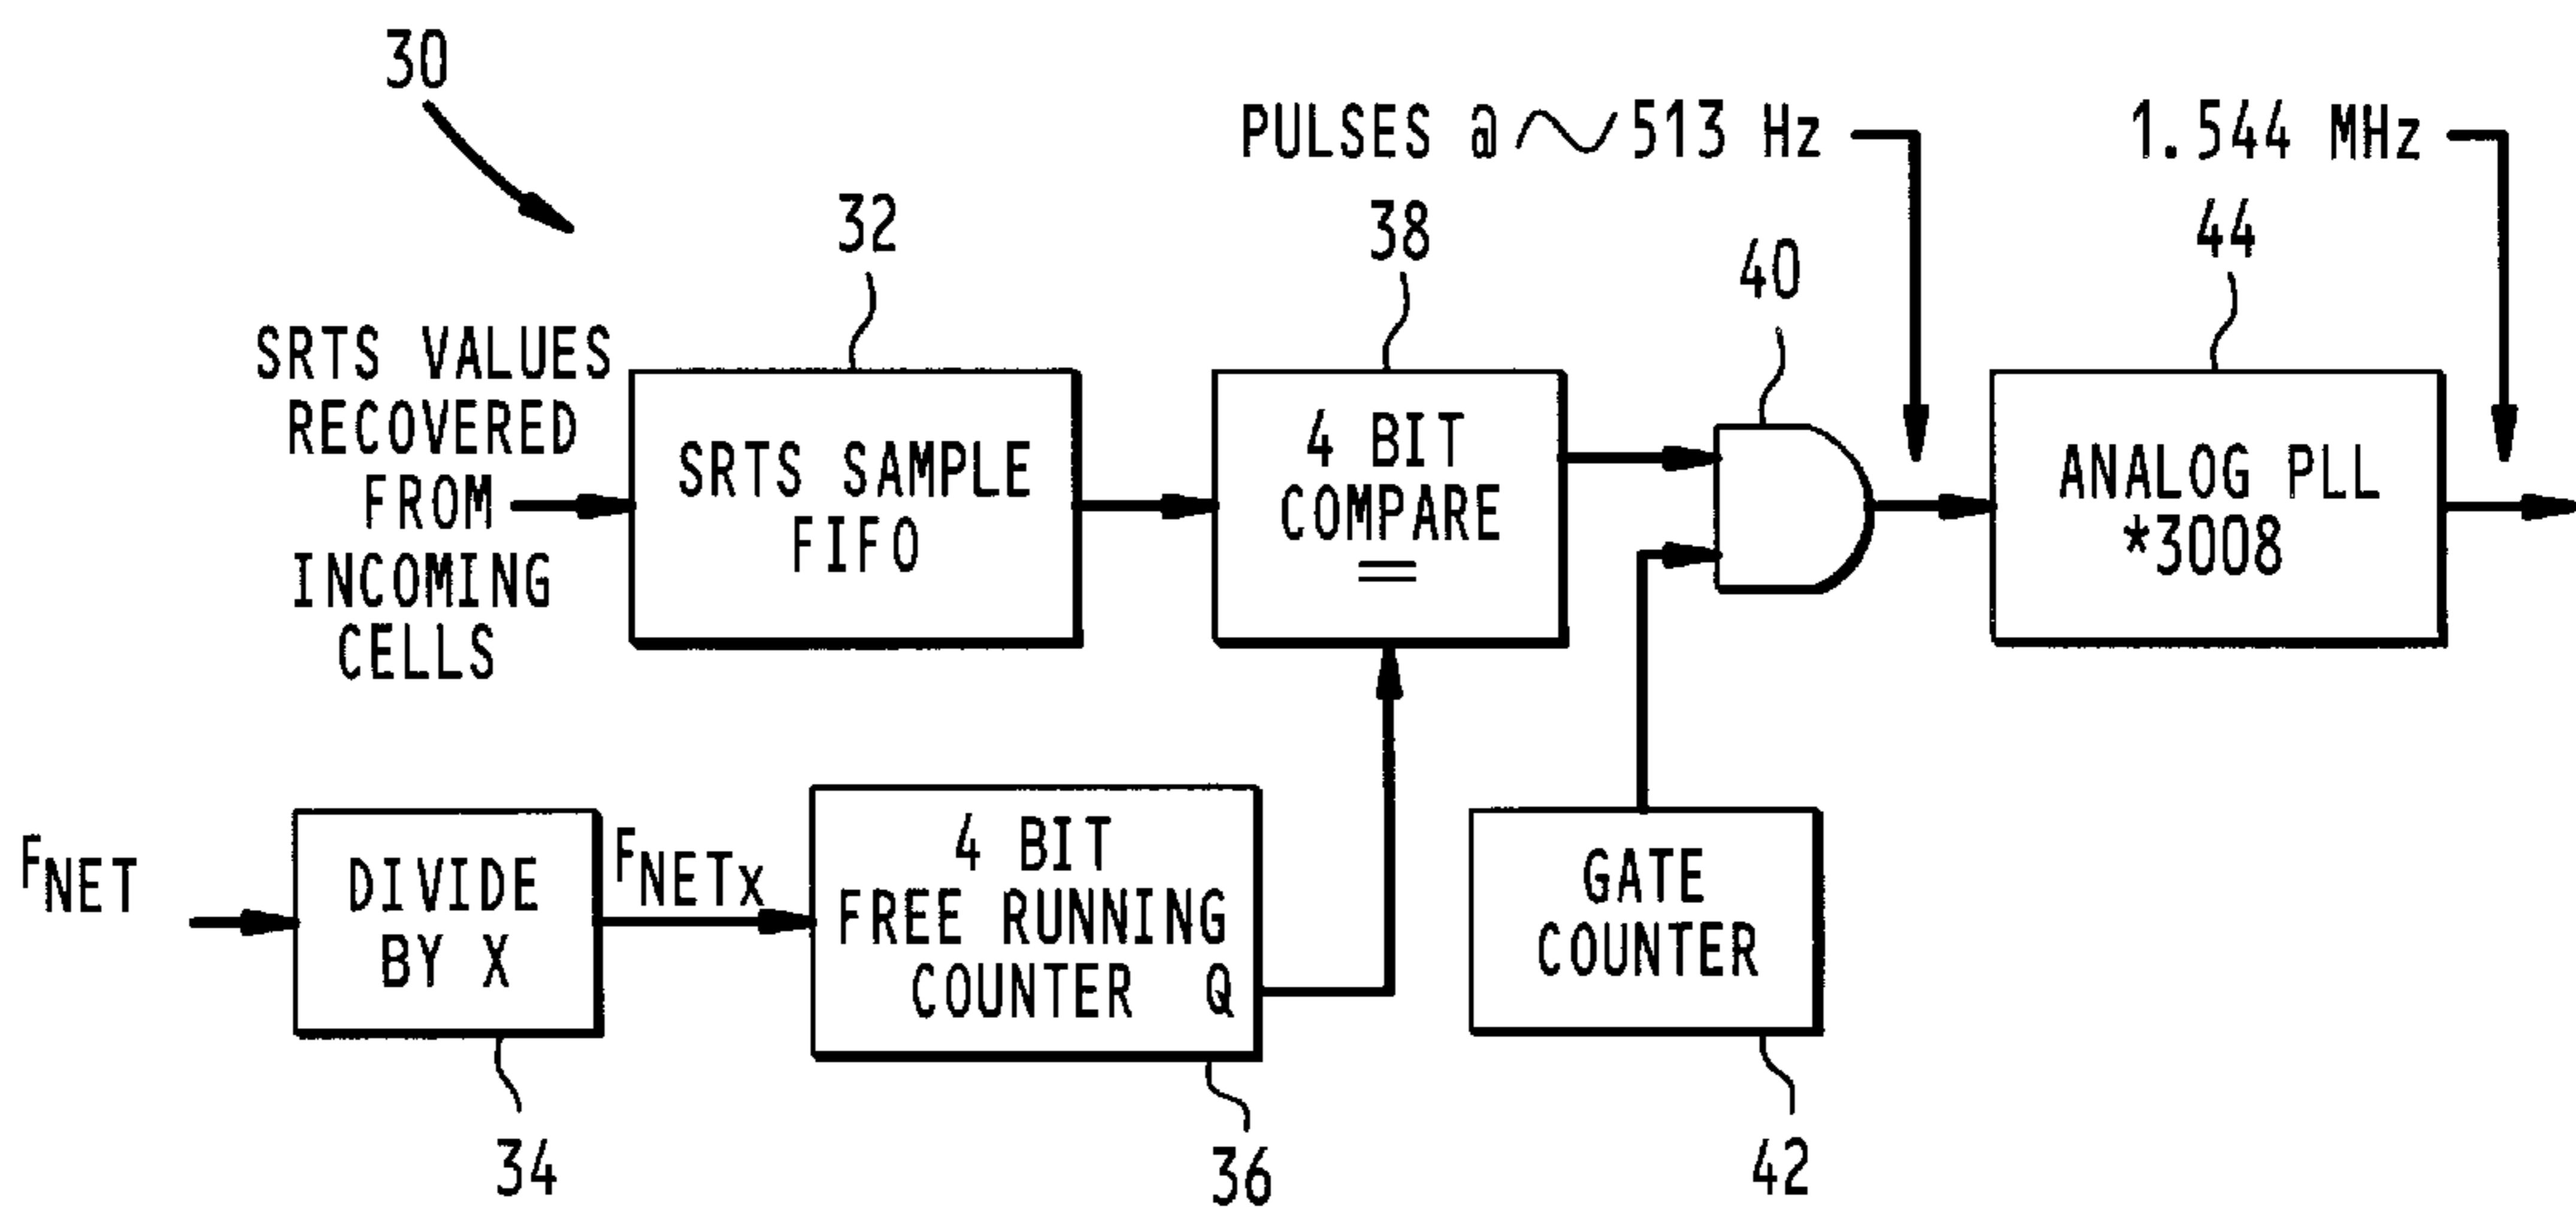 30
PULSES @ ~513 Hz
1.544 MHz
32
38
40
44
SRTS VALUES
RECOVERED
FROM
INCOMING
CELLS
SRTS SAMPLE
FIFO
4 BIT
COMPARE
=
ANALOG PLL
*3008
FNET
DIVIDE
BY X
FNETX
4 BIT
FREE RUNNING
COUNTER Q
GATE
COUNTER
34
36
42